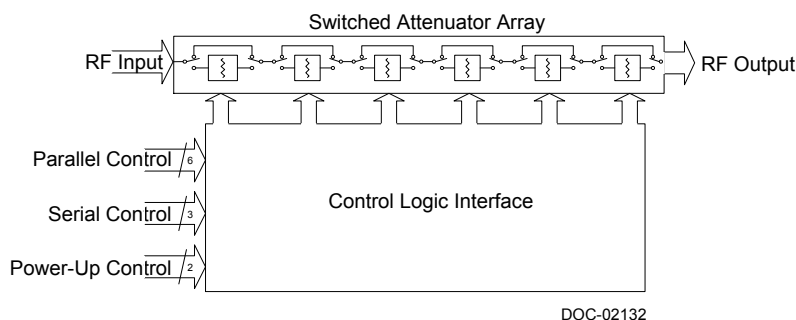 Switched Attenuator Array
RF Input
RF Output
Parallel Control
6
Serial Control
3
Power-Up Control
2
Control Logic Interface
DOC-02132